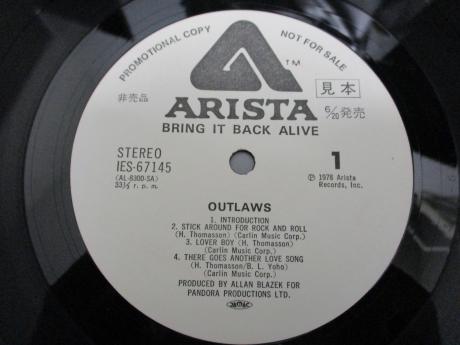 PROMOTIONAL COPY
NOT FOR SALE
TM
非売品
見本
ARISTA
6/20発売
BRING IT BACK ALIVE
STEREO
IES-67145
(AL-8300-SA)
33⅓ r. p. m.
1
℗1978 Arista
Records, Inc.
OUTLAWS
1. INTRODUCTION
2. STICK AROUND FOR ROCK AND ROLL
(H. Thomasson) (Carlin Music Corp.)
3. LOVER BOY (H. Thomasson)
(Carlin Music Corp.)
4. THERE GOES ANOTHER LOVE SONG
(H. Thomasson/B. L. Yoho)
(Carlin Music Corp.)
PRODUCED BY ALLAN BLAZEK FOR
PANDORA PRODUCTIONS LTD.
JASRAC